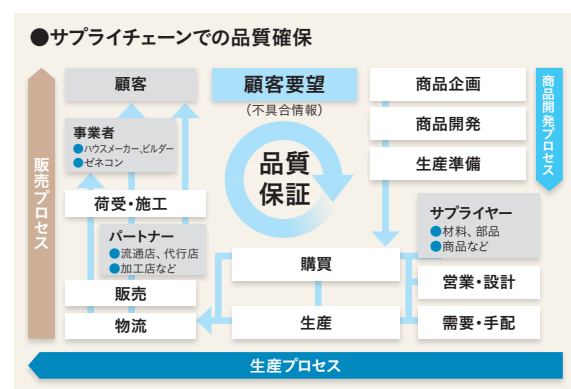 ●サプライチェーンでの品質確保
販売プロセス
顧客
事業者
●ハウスメーカー、ビルダー
●ゼネコン
荷受・施工
パートナー
●流通店、代行店
●加工店など
販売
物流
顧客要望
（不具合情報）
品質
保証
購買
生産
商品企画
商品開発
生産準備
商品開発プロセス
サプライヤー
●材料、部品
●商品など
営業・設計
需要・手配
生産プロセス